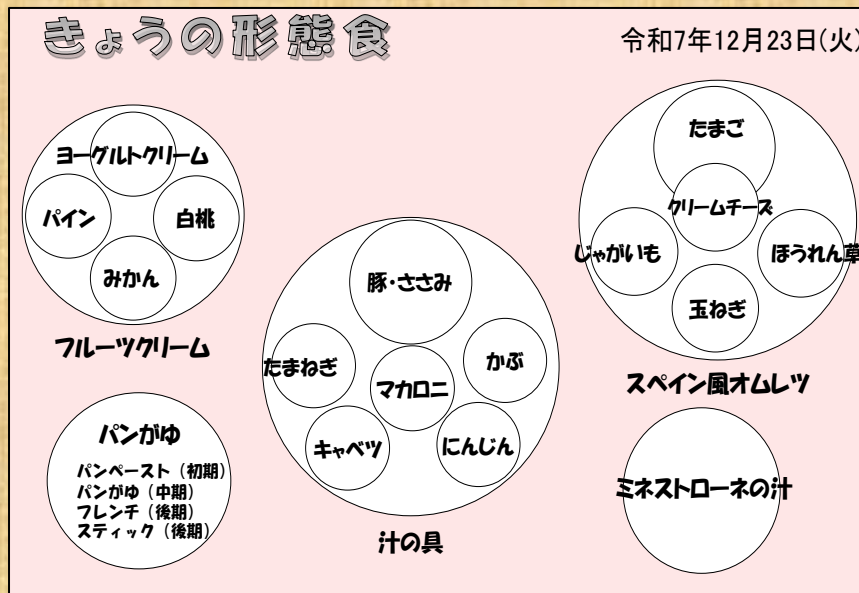 きょうの形態食
令和7年12月23日(火)
ヨーグルトクリーム
パイン
白桃
みかん
フルーツクリーム
豚・ささみ
たまねぎ
かぶ
マカロニ
キャベツ
にんじん
汁の具
たまご
クリームチーズ
じゃがいも
ほうれん草
玉ねぎ
スペイン風オムレツ
パンがゆ
パンペースト（初期）
パンがゆ（中期）
フレンチ（後期）
スティック（後期）
ミネストローネの汁